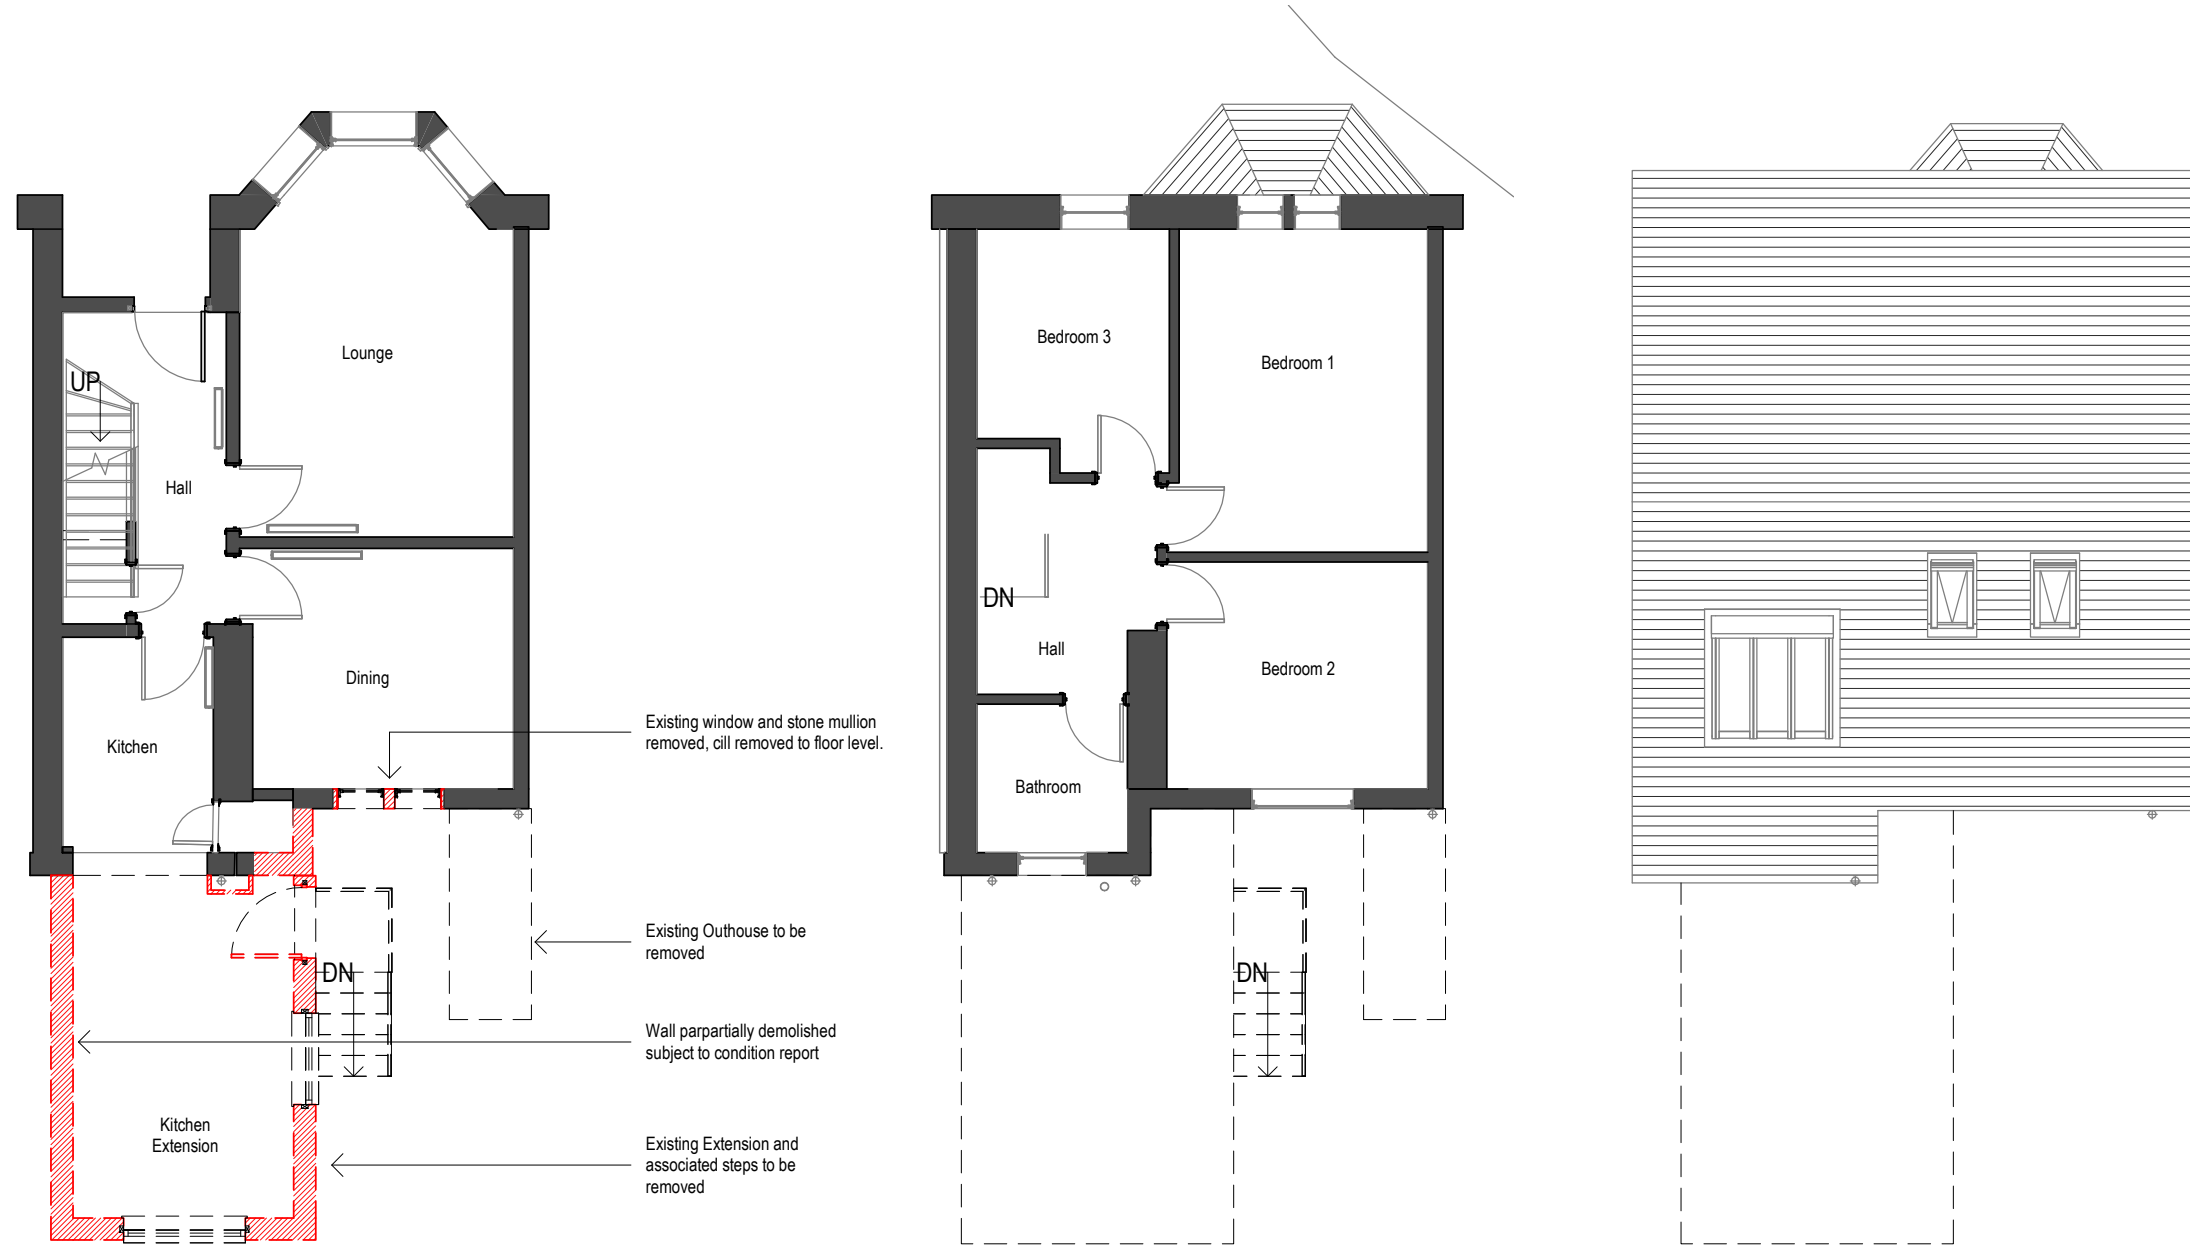 Lounge
UP
Hall
Dining
Kitchen
Kitchen
Extension
DN
Existing window and stone mullion
removed, cill removed to floor level.
Existing Outhouse to be
removed
Wall parpartially demolished
subject to condition report
Existing Extension and
associated steps to be
removed
Bedroom 3
Bedroom 1
DN
Hall
Bedroom 2
Bathroom
DN